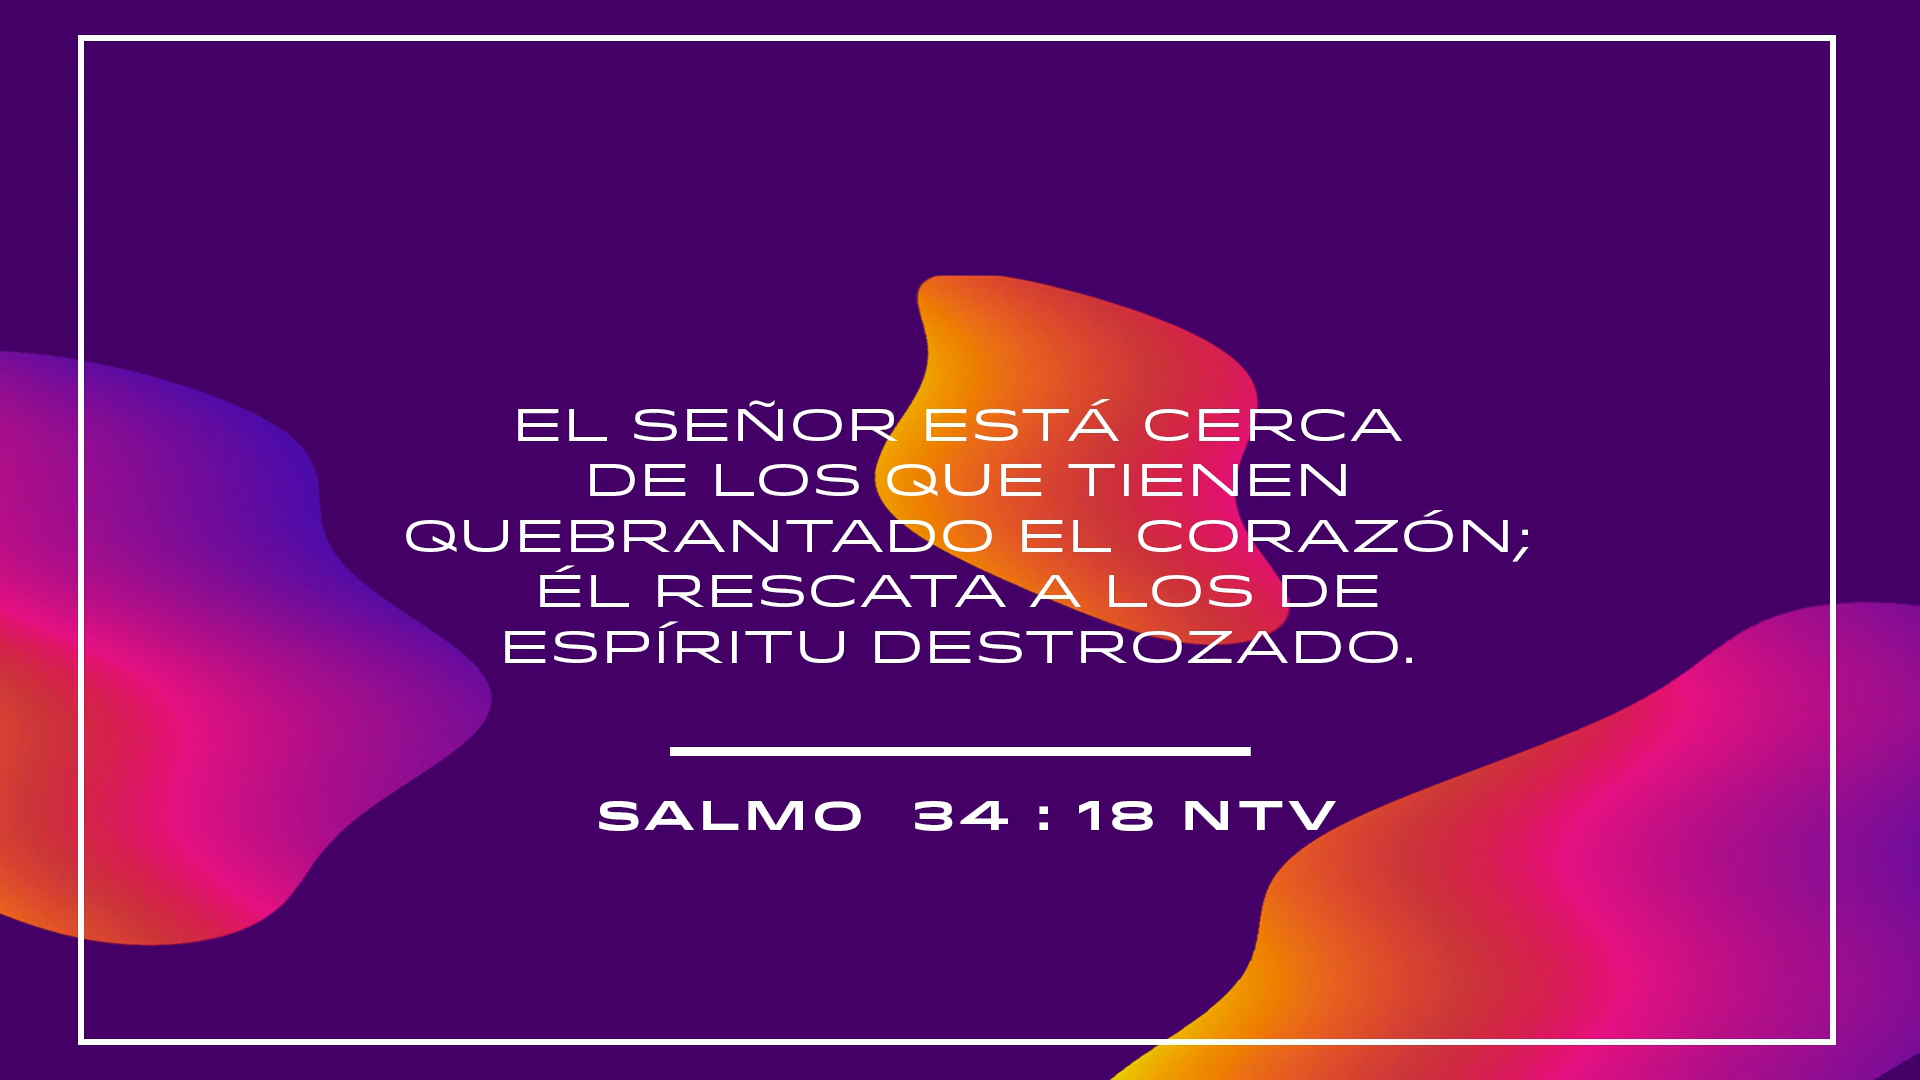 EL SEÑOR ESTÁ CERCA
DE LOS QUE TIENEN
QUEBRANTADO EL CORAZÓN;
ÉL RESCATA A LOS DE
ESPÍRITU DESTROZADO.
SALMO 34 : 18 NTV